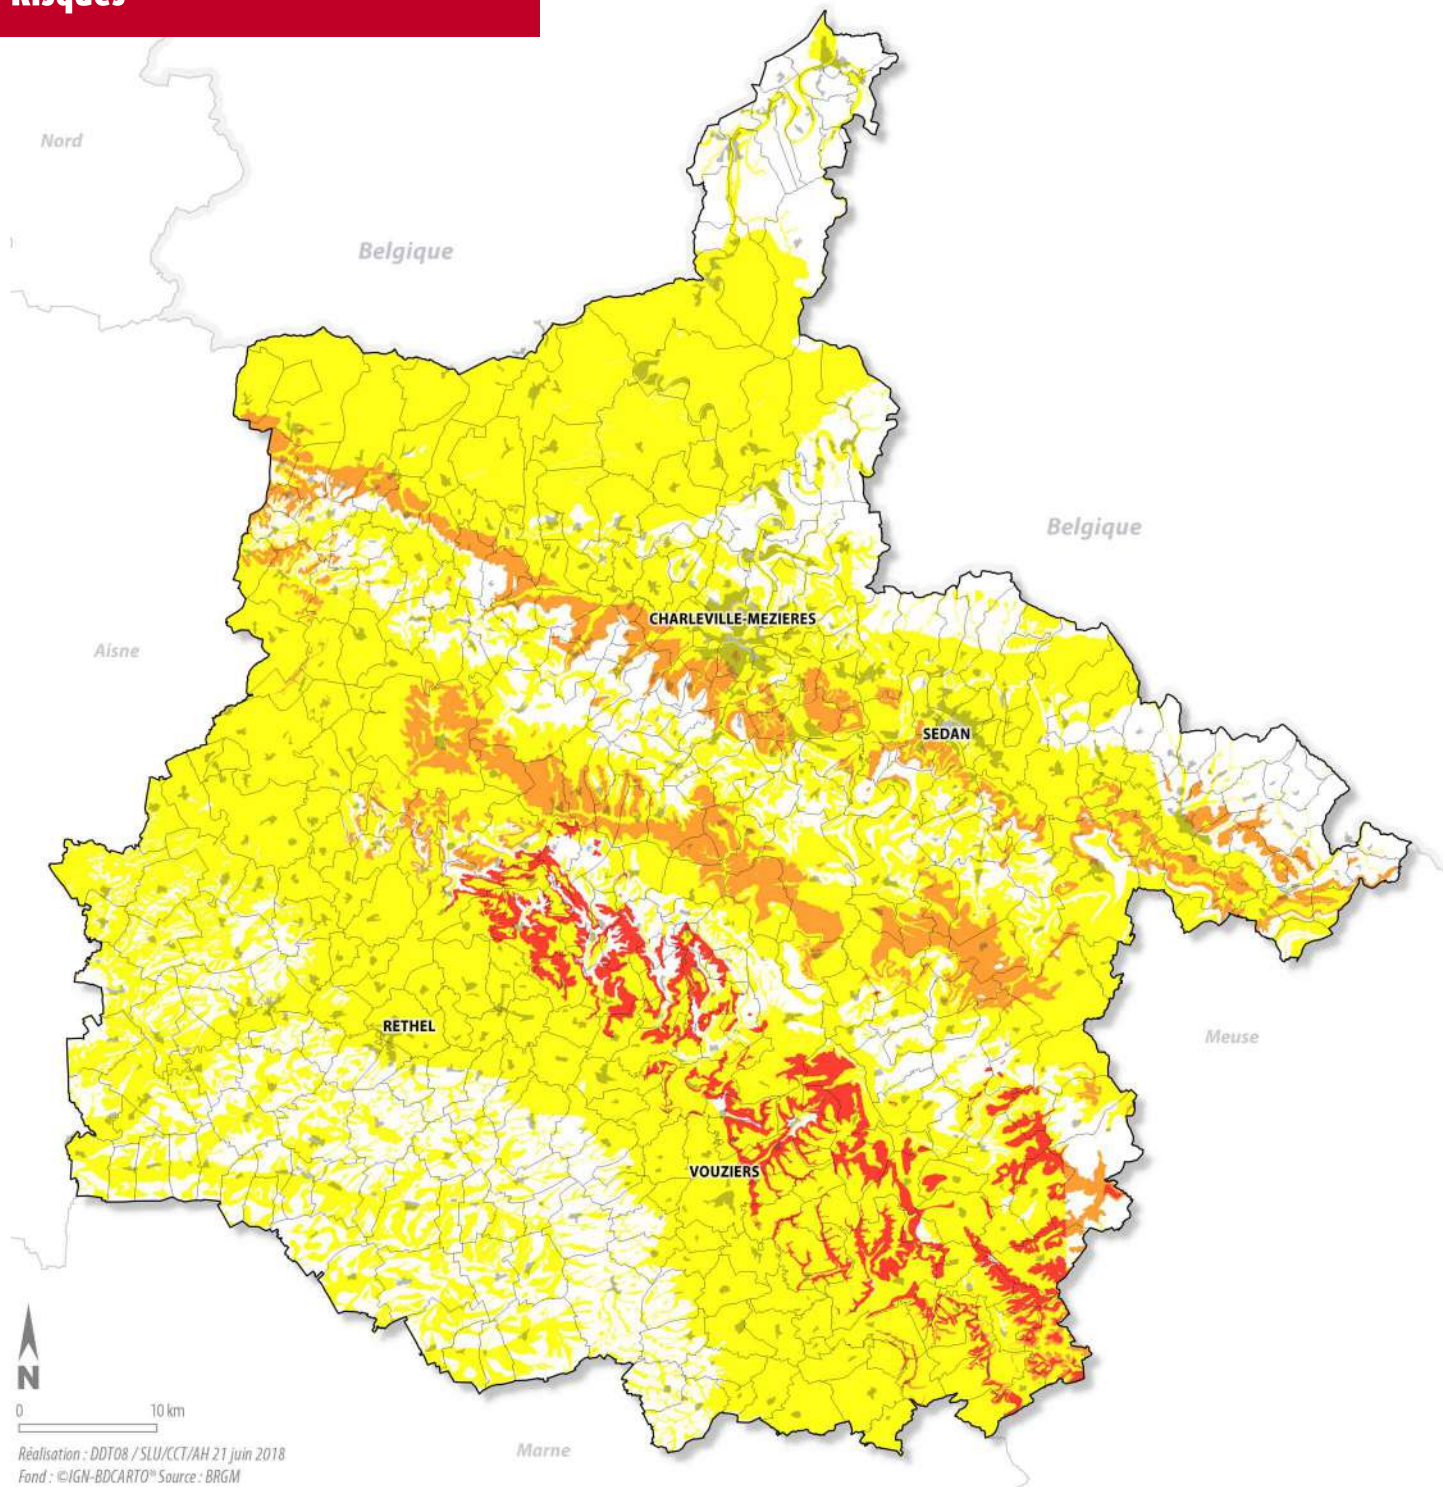 Risques
Nord
Belgique
Belgique
CHARLEVILLE-MEZIERES
Aisne
SEDAN
RETHEL
Meuse
VOUZIERS
N
0 10 km
Réalisation : DDT08 / SLU/CCT/AH 21 juin 2018
Marne
Fond : ©IGN-BDCARTO® Source : BRGM